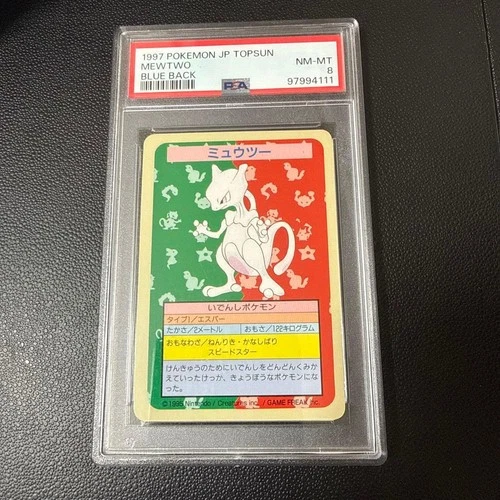 1997 POKEMON JP TOPSUN
MEWTWO
BLUE BACK
NM-MT
8
97994111
PSA
ミュウツー
いでんしポケモン
タイプ1/エスパー
たかさ/2メートル おもさ/122キログラム
おもなわざ/ねんりき・かなしばり
スピードスター
けんきゅうのためにいでんしをどんどんくみか
えていったけっか、きょうぼうなポケモンにな
った。
©1995 Nintendo / Creatures inc. / GAME FREAK inc.